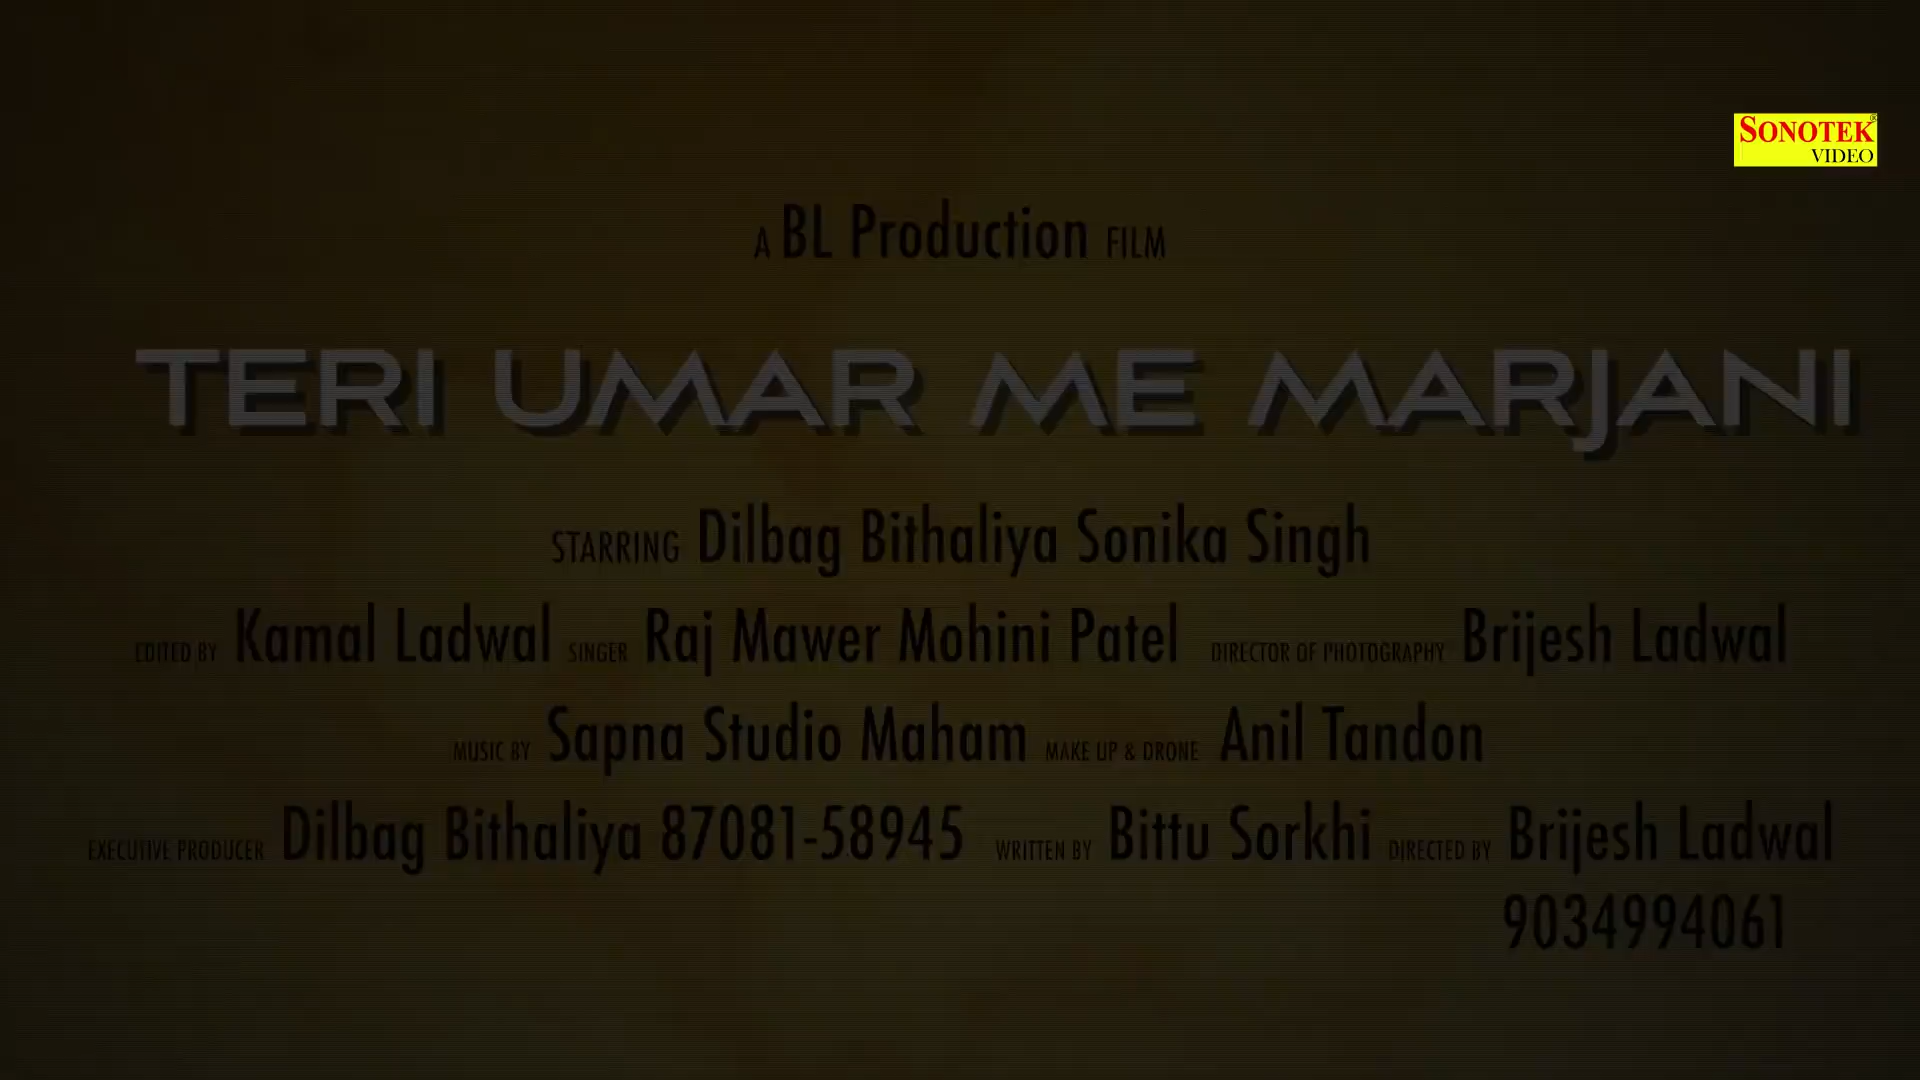 SONOTEK®
VIDEO
A BL Production FILM
TERI UMAR ME MARJANI
STARRING Dilbag Bithaliya Sonika Singh
EDITED BY Kamal Ladwal SINGER Raj Mawer Mohini Patel DIRECTOR OF PHOTOGRAPHY Brijesh Ladwal
MUSIC BY Sapna Studio Maham MAKE UP & DRONE Anil Tandon
EXECUTIVE PRODUCER Dilbag Bithaliya 87081-58945 WRITTEN BY Bittu Sorkhi DIRECTED BY Brijesh Ladwal
9034994061